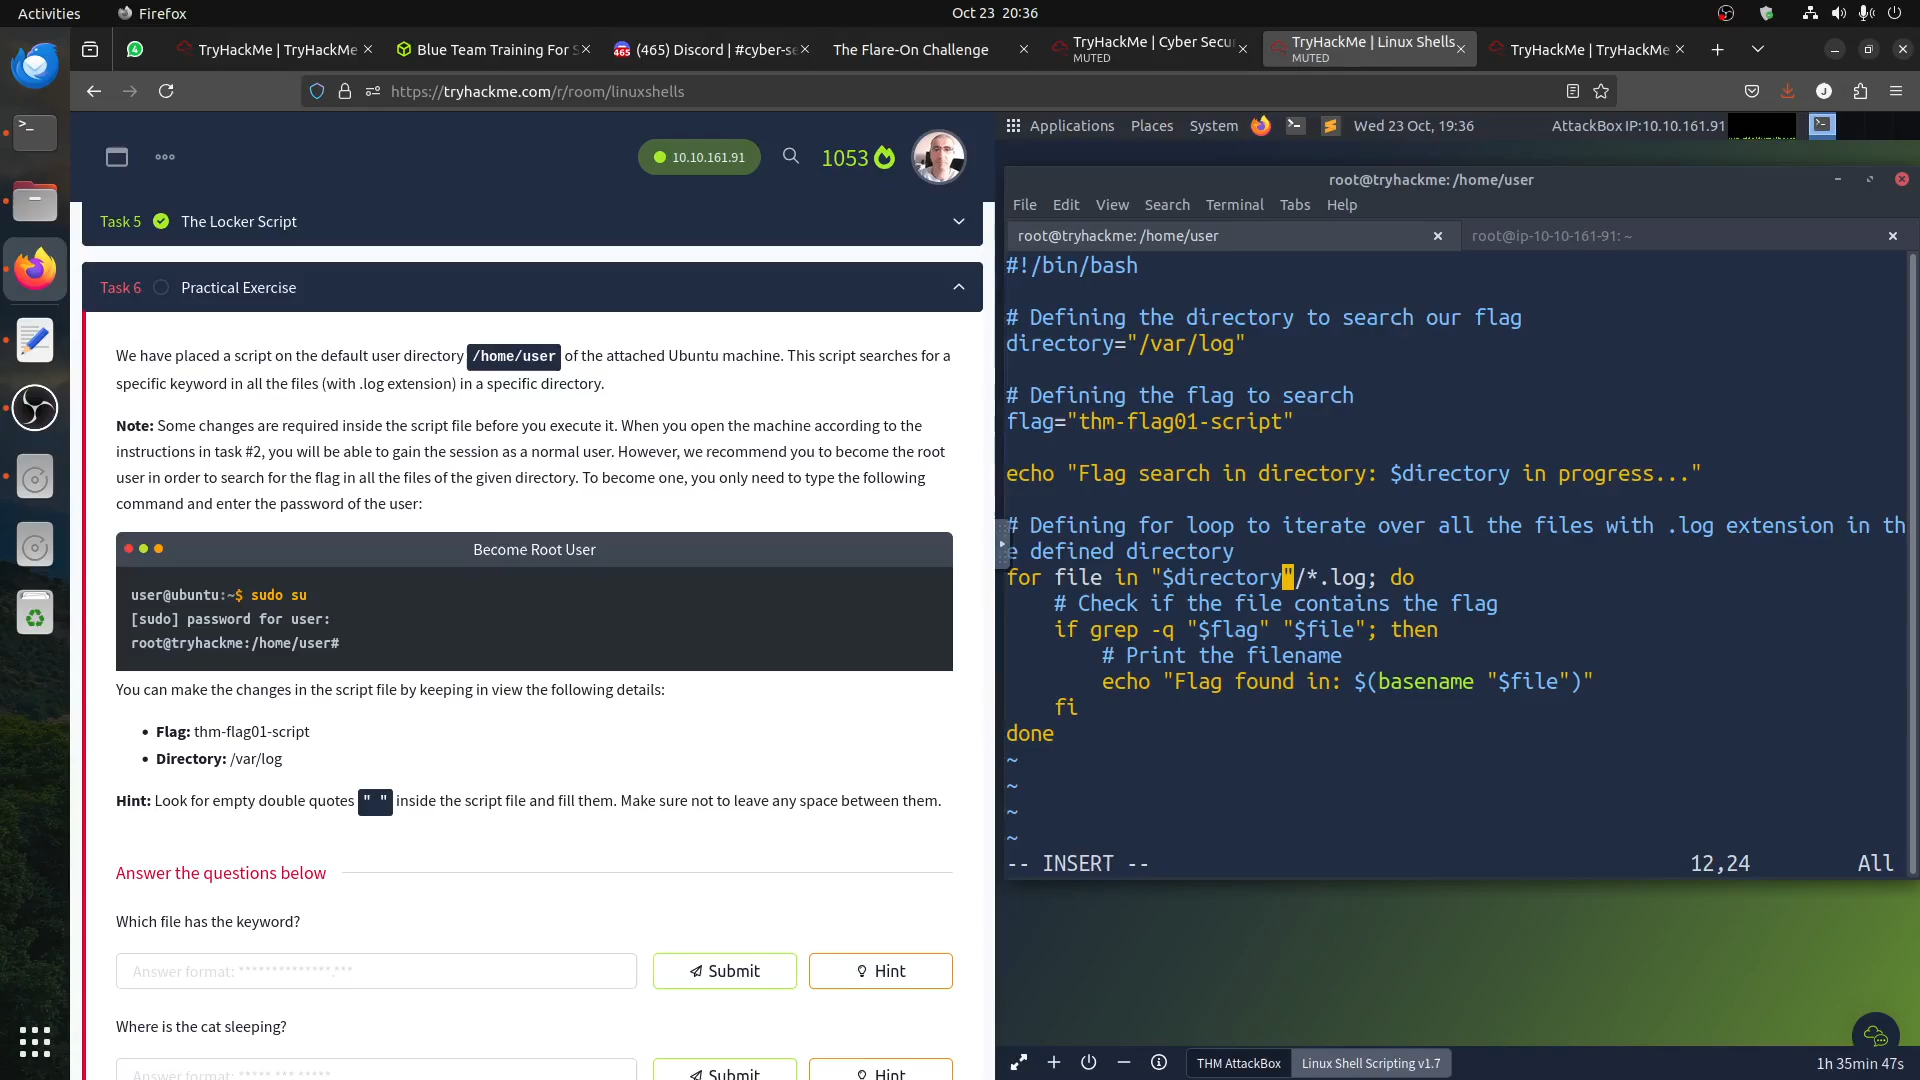 Activities
Firefox
Oct 23 20:36
TryHackMe | TryHackMe
Blue Team Training For S
(465) Discord | #cyber-se
The Flare-On Challenge
TryHackMe | Cyber Secu
MUTED
TryHackMe | Linux Shells
MUTED
TryHackMe | TryHackMe
https://tryhackme.com/r/room/linuxshells
10.10.161.91
1053
Task 5
The Locker Script
Task 6
Practical Exercise
We have placed a script on the default user directory /home/user of the attached Ubuntu machine. This script searches for a
specific keyword in all the files (with .log extension) in a specific directory.
Note: Some changes are required inside the script file before you execute it. When you open the machine according to the
instructions in task #2, you will be able to gain the session as a normal user. However, we recommend you to become the root
user in order to search for the flag in all the files of the given directory. To become one, you only need to type the following
command and enter the password of the user:
Become Root User
user@ubuntu:~$ sudo su
[sudo] password for user:
root@tryhackme:/home/user#
You can make the changes in the script file by keeping in view the following details:
• Flag: thm-flag01-script
• Directory: /var/log
Hint: Look for empty double quotes " " inside the script file and fill them. Make sure not to leave any space between them.
Answer the questions below
Which file has the keyword?
Answer format: **************.***
Submit
Hint
Where is the cat sleeping?
Answer format: ***** *** *****
Submit
Hint
Applications
Places
System
Wed 23 Oct, 19:36
AttackBox IP:10.10.161.91
root@tryhackme: /home/user
File Edit View Search Terminal Tabs Help
root@tryhackme: /home/user
root@ip-10-10-161-91: ~
#!/bin/bash
# Defining the directory to search our flag
directory="/var/log"
# Defining the flag to search
flag="thm-flag01-script"
echo "Flag search in directory: $directory in progress..."
# Defining for loop to iterate over all the files with .log extension in th
e defined directory
for file in "$directory"/*.log; do
# Check if the file contains the flag
if grep -q "$flag" "$file"; then
# Print the filename
echo "Flag found in: $(basename "$file")"
fi
done
~
~
~
~
-- INSERT --
12,24
All
THM AttackBox
Linux Shell Scripting v1.7
1h 35min 47s